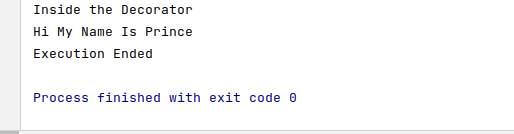 Inside the Decorator
Hi My Name Is Prince
Execution Ended
Process finished with exit code 0